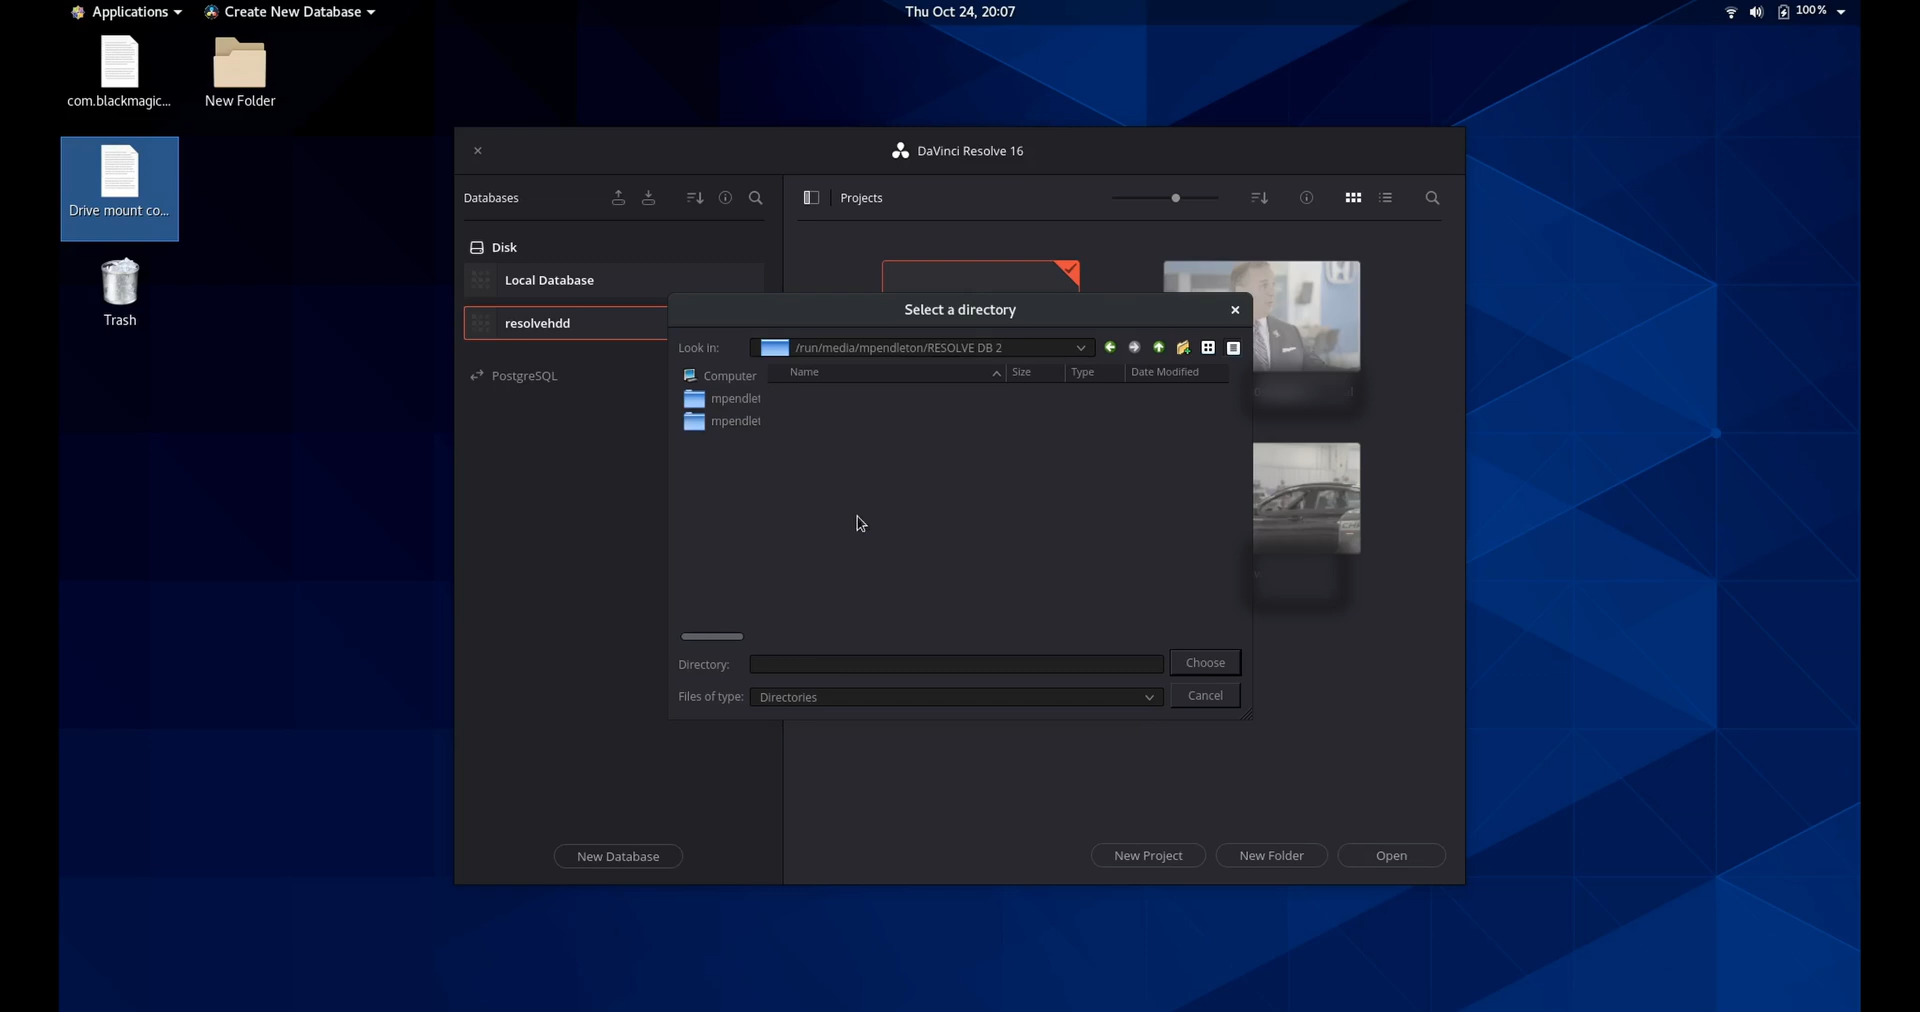 Applications
Create New Database
Thu Oct 24, 20:07
100%
com.blackmagic...
New Folder
Drive mount co...
Trash
DaVinci Resolve 16
Databases
Projects
Disk
Local Database
resolvehdd
PostgreSQL
Select a directory
Look in:
/run/media/mpendleton/RESOLVE DB 2
Computer
mpendlet
mpendlet
Name
Size
Type
Date Modified
Directory:
Choose
Files of type:
Directories
Cancel
New Database
New Project
New Folder
Open